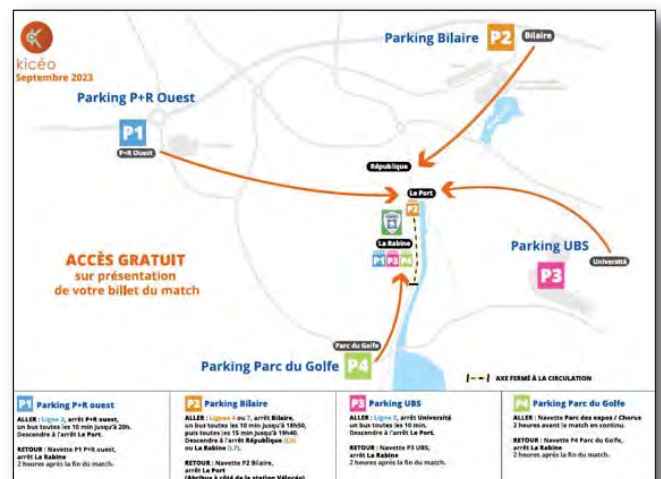 kicéo
Septembre 2023
Parking Bilaire P2 Bilaire
Parking P+R Ouest
P1
P+R Ouest
République
Le Port
P2
La Rabine
P1 P3 P4
ACCÈS GRATUIT
sur présentation
de votre billet du match
Parking UBS
P3
Université
Parc du Golfe
Parking Parc du Golfe P4
AXE FERMÉ À LA CIRCULATION
P1 Parking P+R ouest
ALLER : Ligne 2, arrêt P+R ouest,
un bus toutes les 10 min jusqu'à 20h.
Descendre à l'arrêt Le Port.
RETOUR : Navette P1 P+R ouest,
arrêt La Rabine
2 heures après la fin du match.
P2 Parking Bilaire
ALLER : Lignes 4 ou 7, arrêt Bilaire,
un bus toutes les 10 min jusqu'à 18h50,
puis toutes les 15 min jusqu'à 19h40.
Descendre à l'arrêt République
ou La Rabine (L7).
RETOUR : Navette P2 Bilaire,
arrêt Le Port
(Abribus à côté de la station Vélocéo)
P3 Parking UBS
ALLER : Ligne 2, arrêt Université
un bus toutes les 10 min.
Descendre à l'arrêt Le Port.
RETOUR : Navette P3 UBS,
arrêt La Rabine
2 heures après la fin du match.
P4 Parking Parc du Golfe
ALLER : Navette Parc des expos / Chorus
2 heures avant le match en continu.
RETOUR : Navette P4 Parc du Golfe,
arrêt La Rabine
2 heures après la fin du match.